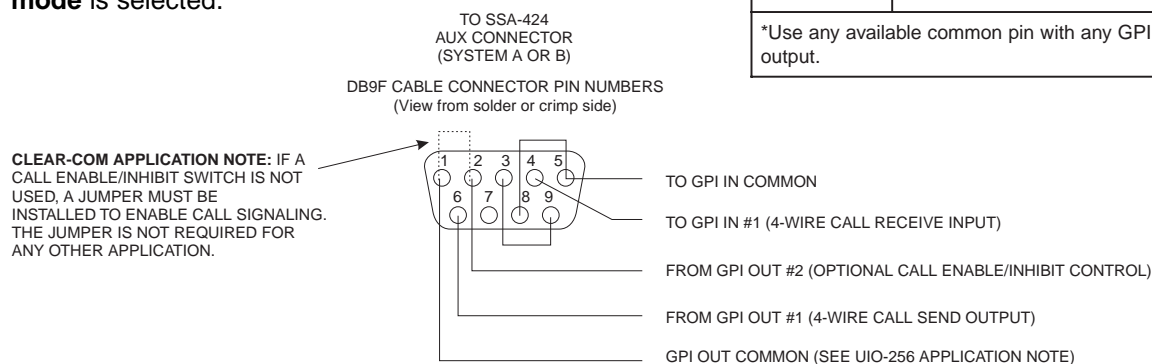 mode is selected.
*Use any available common pin with any GPI
output.
TO SSA-424
AUX CONNECTOR
(SYSTEM A OR B)
DB9F CABLE CONNECTOR PIN NUMBERS
(View from solder or crimp side)
CLEAR-COM APPLICATION NOTE: IF A
CALL ENABLE/INHIBIT SWITCH IS NOT
USED, A JUMPER MUST BE
INSTALLED TO ENABLE CALL SIGNALING.
THE JUMPER IS NOT REQUIRED FOR
ANY OTHER APPLICATION.
1 2 3 4 5
6 7 8 9
TO GPI IN COMMON
TO GPI IN #1 (4-WIRE CALL RECEIVE INPUT)
FROM GPI OUT #2 (OPTIONAL CALL ENABLE/INHIBIT CONTROL)
FROM GPI OUT #1 (4-WIRE CALL SEND OUTPUT)
GPI OUT COMMON (SEE UIO-256 APPLICATION NOTE)